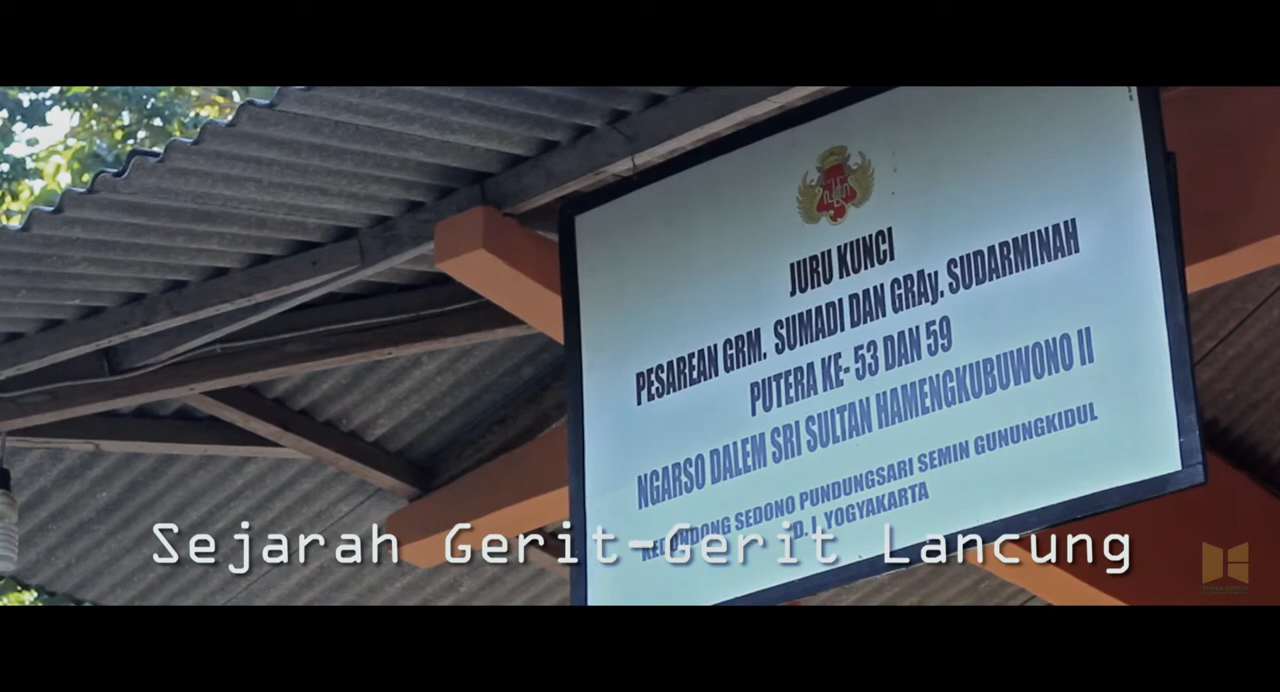 JURU KUNCI
PESAREAN GRM. SUMADI DAN GRAy. SUDARMINAH
PUTERA KE- 53 DAN 59
NGARSO DALEM SRI SULTAN HAMENGKUBUWONO II
SEDONO PUNDUNGSARI SEMIN GUNUNGKIDUL
D. I. YOGYAKARTA
Sejarah Gerit-Gerit Lancung